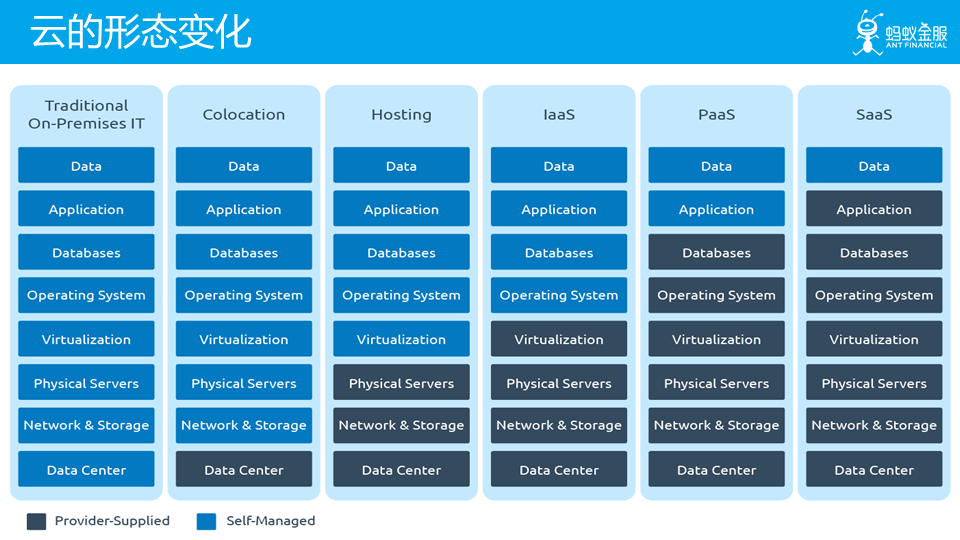 云的形态变化
蚂蚁金服
ANT FINANCIAL
Traditional
On-Premises IT
Data
Application
Databases
Operating System
Virtualization
Physical Servers
Network & Storage
Data Center
Colocation
Data
Application
Databases
Operating System
Virtualization
Physical Servers
Network & Storage
Data Center
Hosting
Data
Application
Databases
Operating System
Virtualization
Physical Servers
Network & Storage
Data Center
IaaS
Data
Application
Databases
Operating System
Virtualization
Physical Servers
Network & Storage
Data Center
PaaS
Data
Application
Databases
Operating System
Virtualization
Physical Servers
Network & Storage
Data Center
SaaS
Data
Application
Databases
Operating System
Virtualization
Physical Servers
Network & Storage
Data Center
Provider-Supplied
Self-Managed